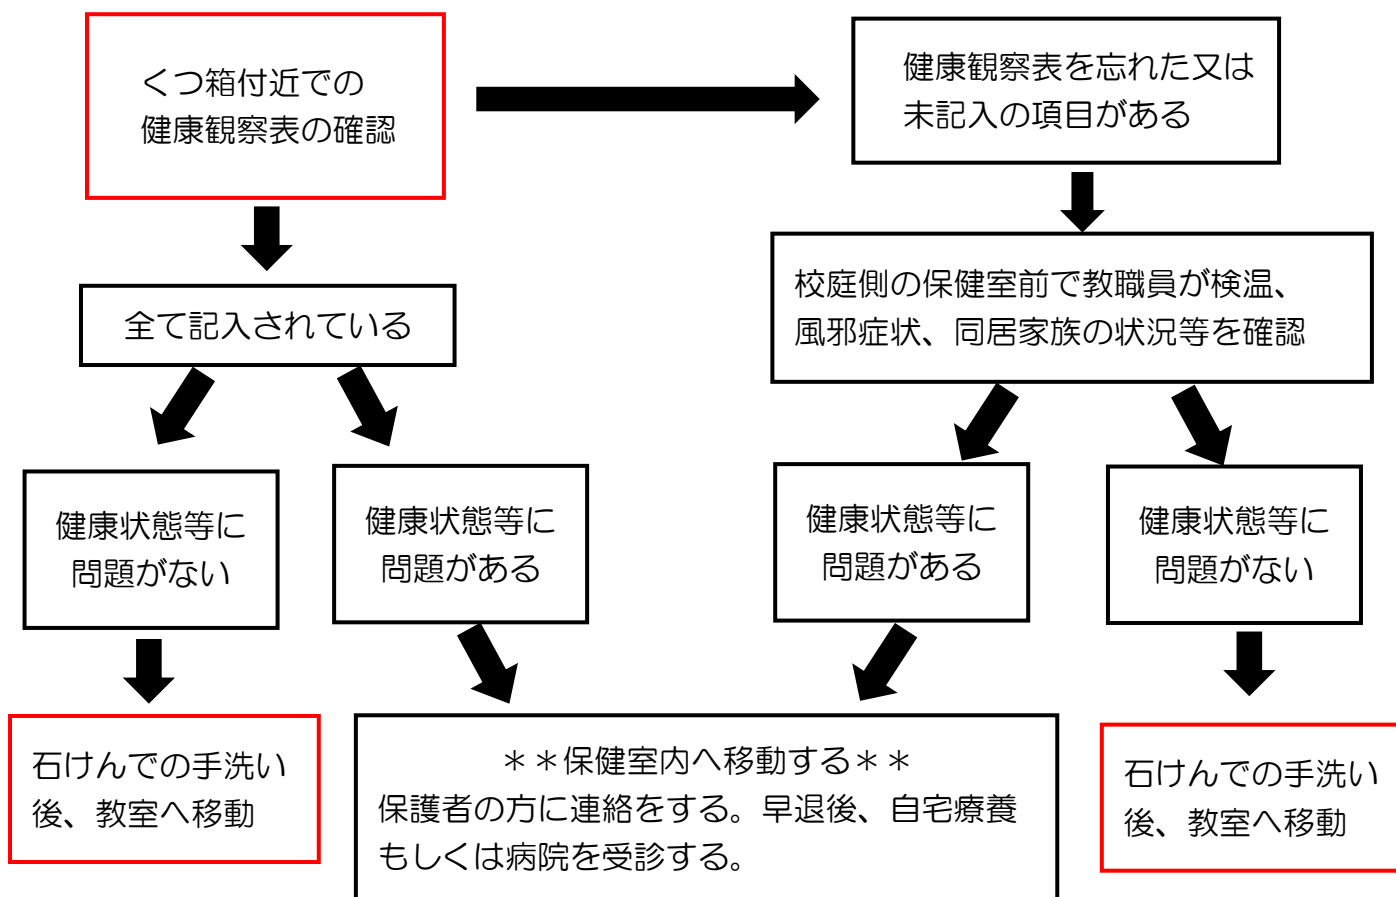 くつ箱付近での
健康観察表の確認
健康観察表を忘れた又は
未記入の項目がある
全て記入されている
校庭側の保健室前で教職員が検温、
風邪症状、同居家族の状況等を確認
健康状態等に
問題がない
健康状態等に
問題がある
健康状態等に
問題がある
健康状態等に
問題がない
石けんでの手洗い
後、教室へ移動
＊＊保健室内へ移動する＊＊
保護者の方に連絡をする。早退後、自宅療養
もしくは病院を受診する。
石けんでの手洗い
後、教室へ移動